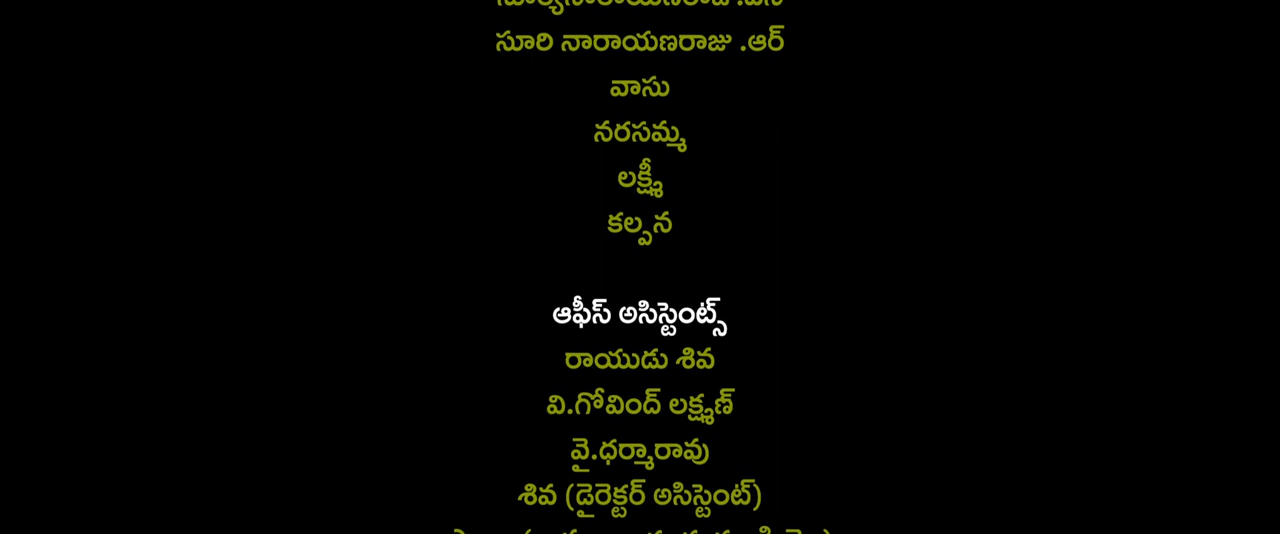 సూరి నారాయణరాజు .ఆర్
వాసు
నరసమ్మ
లక్ష్మీ
కల్పన
ఆఫీస్ అసిస్టెంట్స్
రాయుడు శివ
వి.గోవింద్ లక్ష్మణ్
వై.ధర్మారావు
శివ (డైరెక్టర్ అసిస్టెంట్)